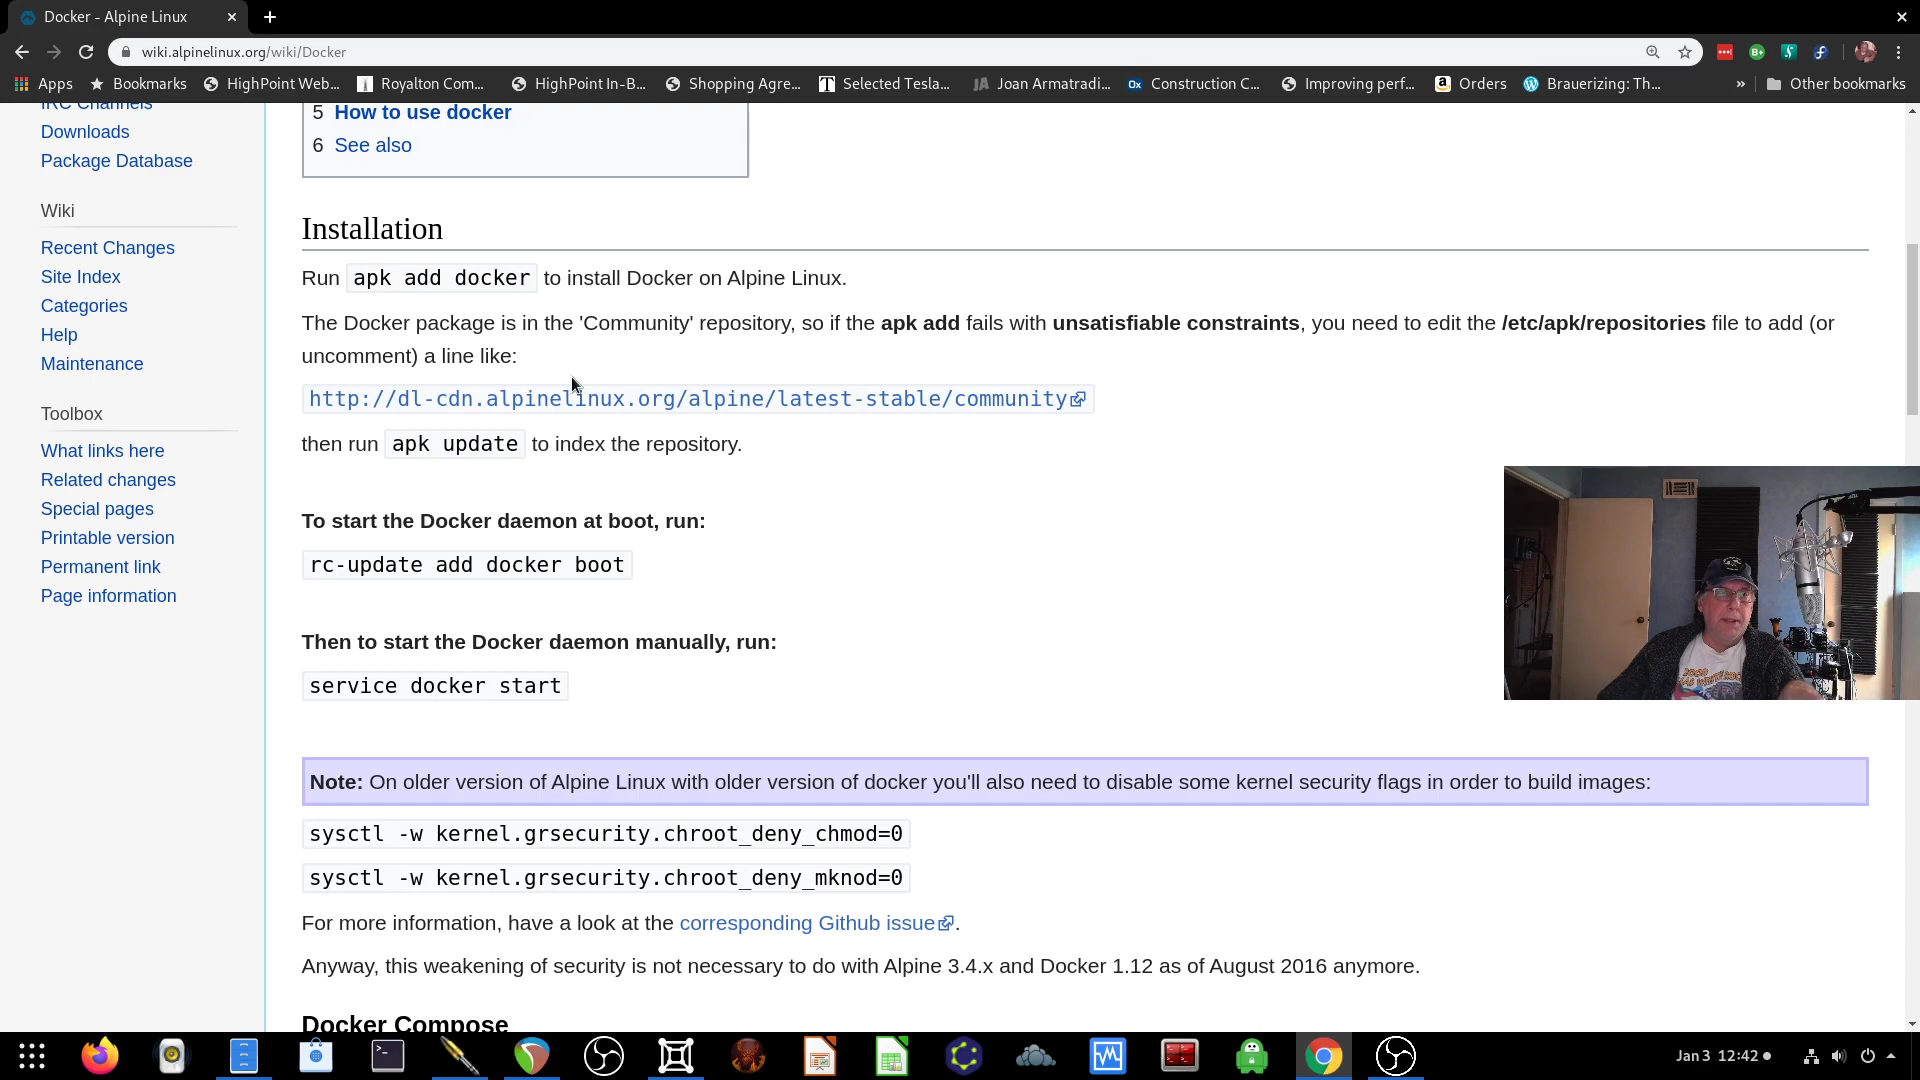 Docker - Alpine Linux
wiki.alpinelinux.org/wiki/Docker
Apps
Bookmarks
HighPoint Web...
Royalton Com...
HighPoint In-B...
Shopping Agre...
Selected Tesla...
Joan Armatradi...
Construction C...
Improving perf...
Orders
Brauerizing: Th...
»
Other bookmarks
IRC Channels
Downloads
Package Database
Wiki
Recent Changes
Site Index
Categories
Help
Maintenance
Toolbox
What links here
Related changes
Special pages
Printable version
Permanent link
Page information
5 How to use docker
6 See also
Installation
Run apk add docker to install Docker on Alpine Linux.
The Docker package is in the 'Community' repository, so if the apk add fails with unsatisfiable constraints, you need to edit the /etc/apk/repositories file to add (or
uncomment) a line like:
http://dl-cdn.alpinelinux.org/alpine/latest-stable/community
then run apk update to index the repository.
To start the Docker daemon at boot, run:
rc-update add docker boot
Then to start the Docker daemon manually, run:
service docker start
Note: On older version of Alpine Linux with older version of docker you'll also need to disable some kernel security flags in order to build images:
sysctl -w kernel.grsecurity.chroot_deny_chmod=0
sysctl -w kernel.grsecurity.chroot_deny_mknod=0
For more information, have a look at the corresponding Github issue.
Anyway, this weakening of security is not necessary to do with Alpine 3.4.x and Docker 1.12 as of August 2016 anymore.
Docker Compose
Jan 3 12:42